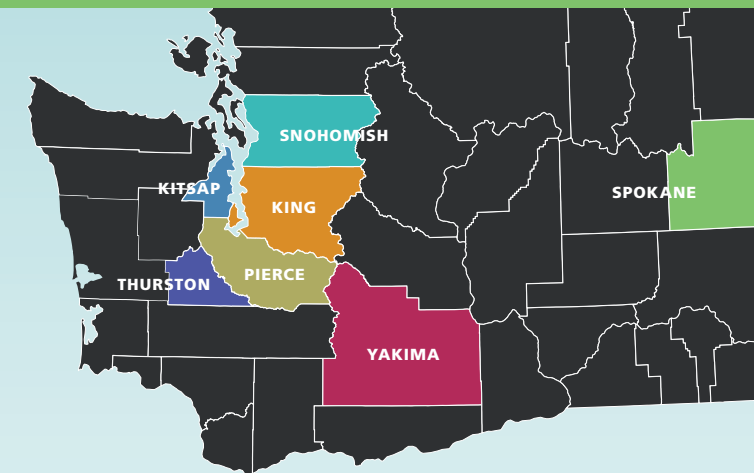 SNOHOMISH
KITSAP
SPOKANE
KING
PIERCE
THURSTON
YAKIMA